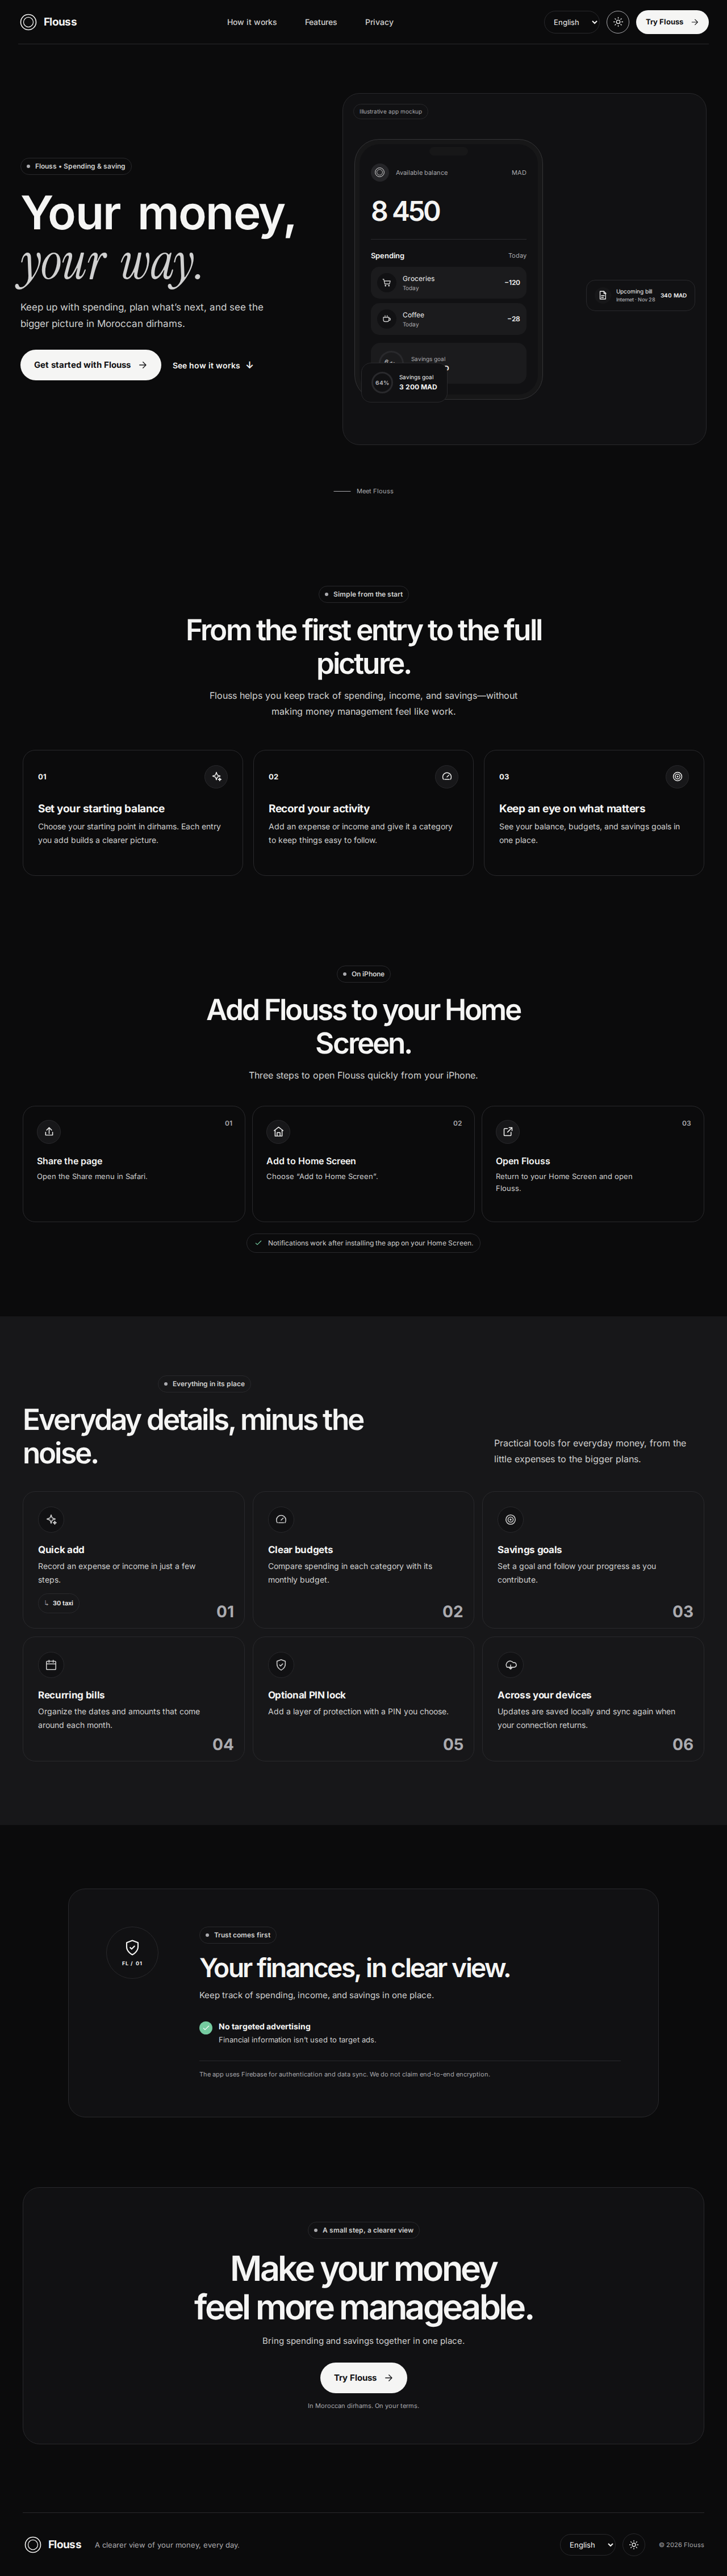 Flouss
How it works
Features
Privacy
English
Try Flouss
Flouss • Spending & saving
Your money,
your way.
Keep up with spending, plan what's next, and see the
bigger picture in Moroccan dirhams.
Get started with Flouss
See how it works
Illustrative app mockup
Available balance
MAD
8 450
Spending
Today
Groceries
Today
−120
Coffee
Today
−28
Savings goal
64%
Savings goal
3 200 MAD
Upcoming bill
Internet · Nov 28
340 MAD
Meet Flouss
Simple from the start
From the first entry to the full
picture.
Flouss helps you keep track of spending, income, and savings—without
making money management feel like work.
01
Set your starting balance
Choose your starting point in dirhams. Each entry
you add builds a clearer picture.
02
Record your activity
Add an expense or income and give it a category
to keep things easy to follow.
03
Keep an eye on what matters
See your balance, budgets, and savings goals in
one place.
On iPhone
Add Flouss to your Home
Screen.
Three steps to open Flouss quickly from your iPhone.
01
Share the page
Open the Share menu in Safari.
02
Add to Home Screen
Choose “Add to Home Screen”.
03
Open Flouss
Return to your Home Screen and open
Flouss.
Notifications work after installing the app on your Home Screen.
Everything in its place
Everyday details, minus the
noise.
Practical tools for everyday money, from the
little expenses to the bigger plans.
Quick add
Record an expense or income in just a few
steps.
30 taxi
01
Clear budgets
Compare spending in each category with its
monthly budget.
02
Savings goals
Set a goal and follow your progress as you
contribute.
03
Recurring bills
Organize the dates and amounts that come
around each month.
04
Optional PIN lock
Add a layer of protection with a PIN you choose.
05
Across your devices
Updates are saved locally and sync again when
your connection returns.
06
FL / 01
Trust comes first
Your finances, in clear view.
Keep track of spending, income, and savings in one place.
No targeted advertising
Financial information isn't used to target ads.
The app uses Firebase for authentication and data sync. We do not claim end-to-end encryption.
A small step, a clearer view
Make your money
feel more manageable.
Bring spending and savings together in one place.
Try Flouss
In Moroccan dirhams. On your terms.
Flouss
A clearer view of your money, every day.
English
© 2026 Flouss